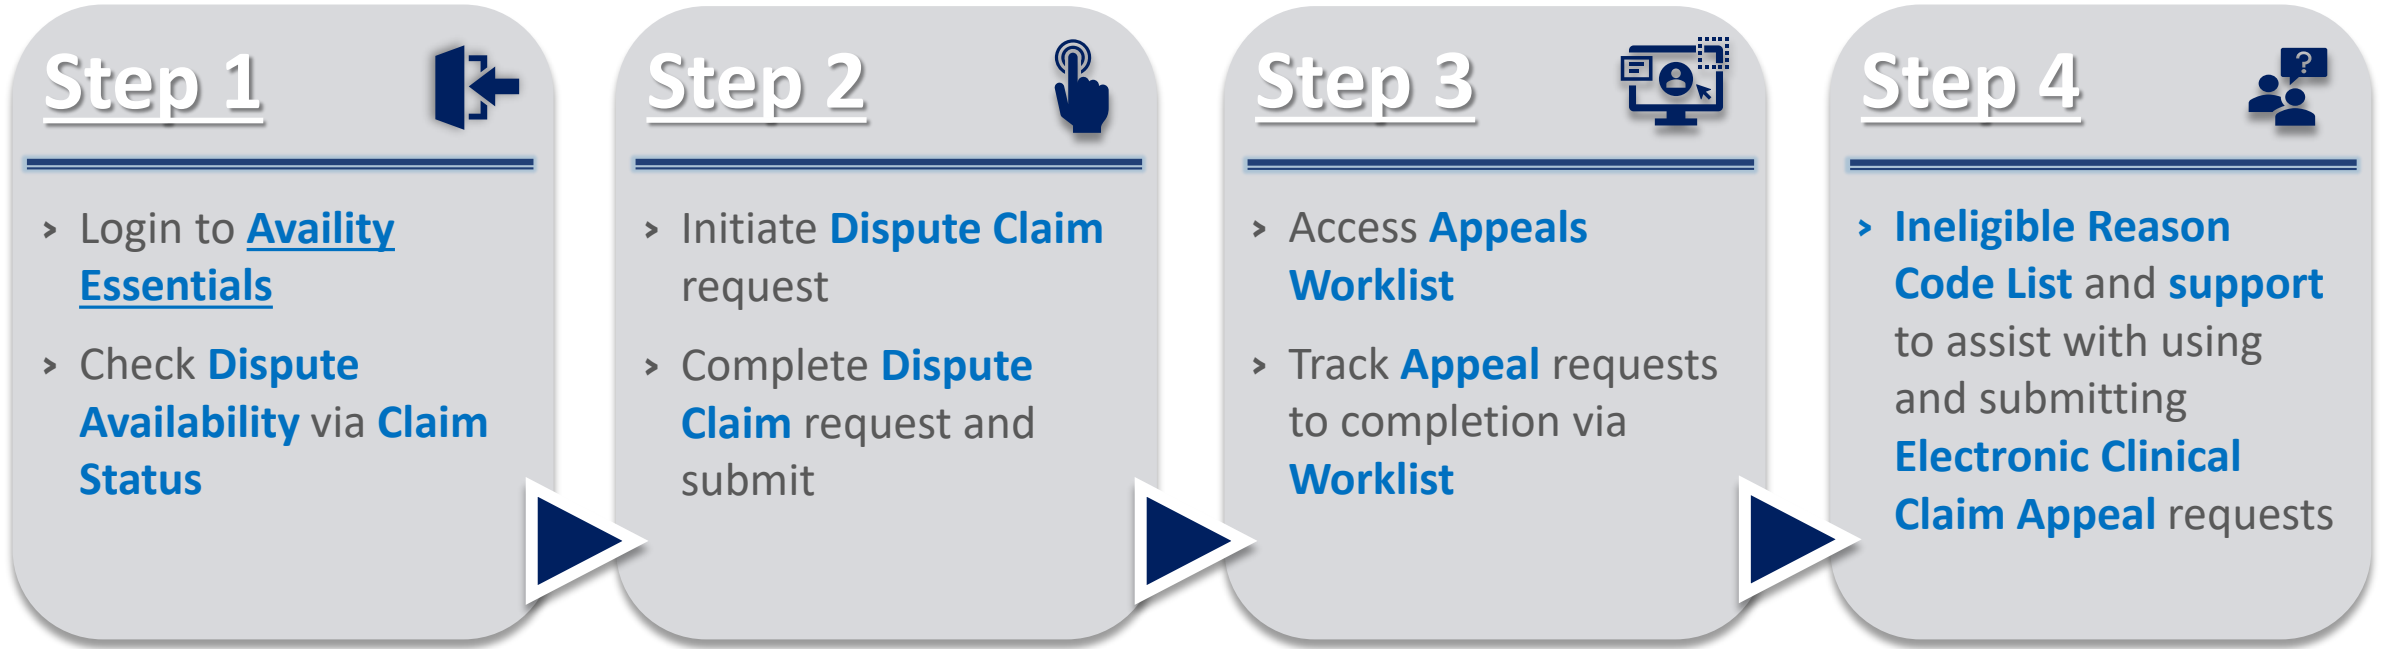 Step 1
> Login to Availity
Essentials
> Check Dispute
Availability via Claim
Status
Step 2
> Initiate Dispute Claim
request
> Complete Dispute
Claim request and
submit
Step 3
> Access Appeals
Worklist
> Track Appeal requests
to completion via
Worklist
Step 4
?
> Ineligible Reason
Code List and support
to assist with using
and submitting
Electronic Clinical
Claim Appeal requests